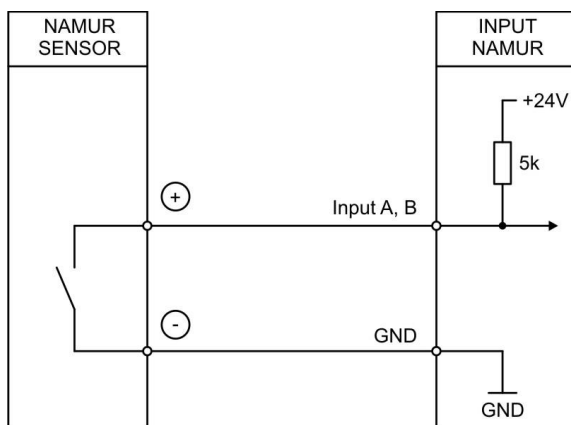 NAMUR
SENSOR
INPUT
NAMUR
+24V
5k
+
Input A, B
-
GND
GND